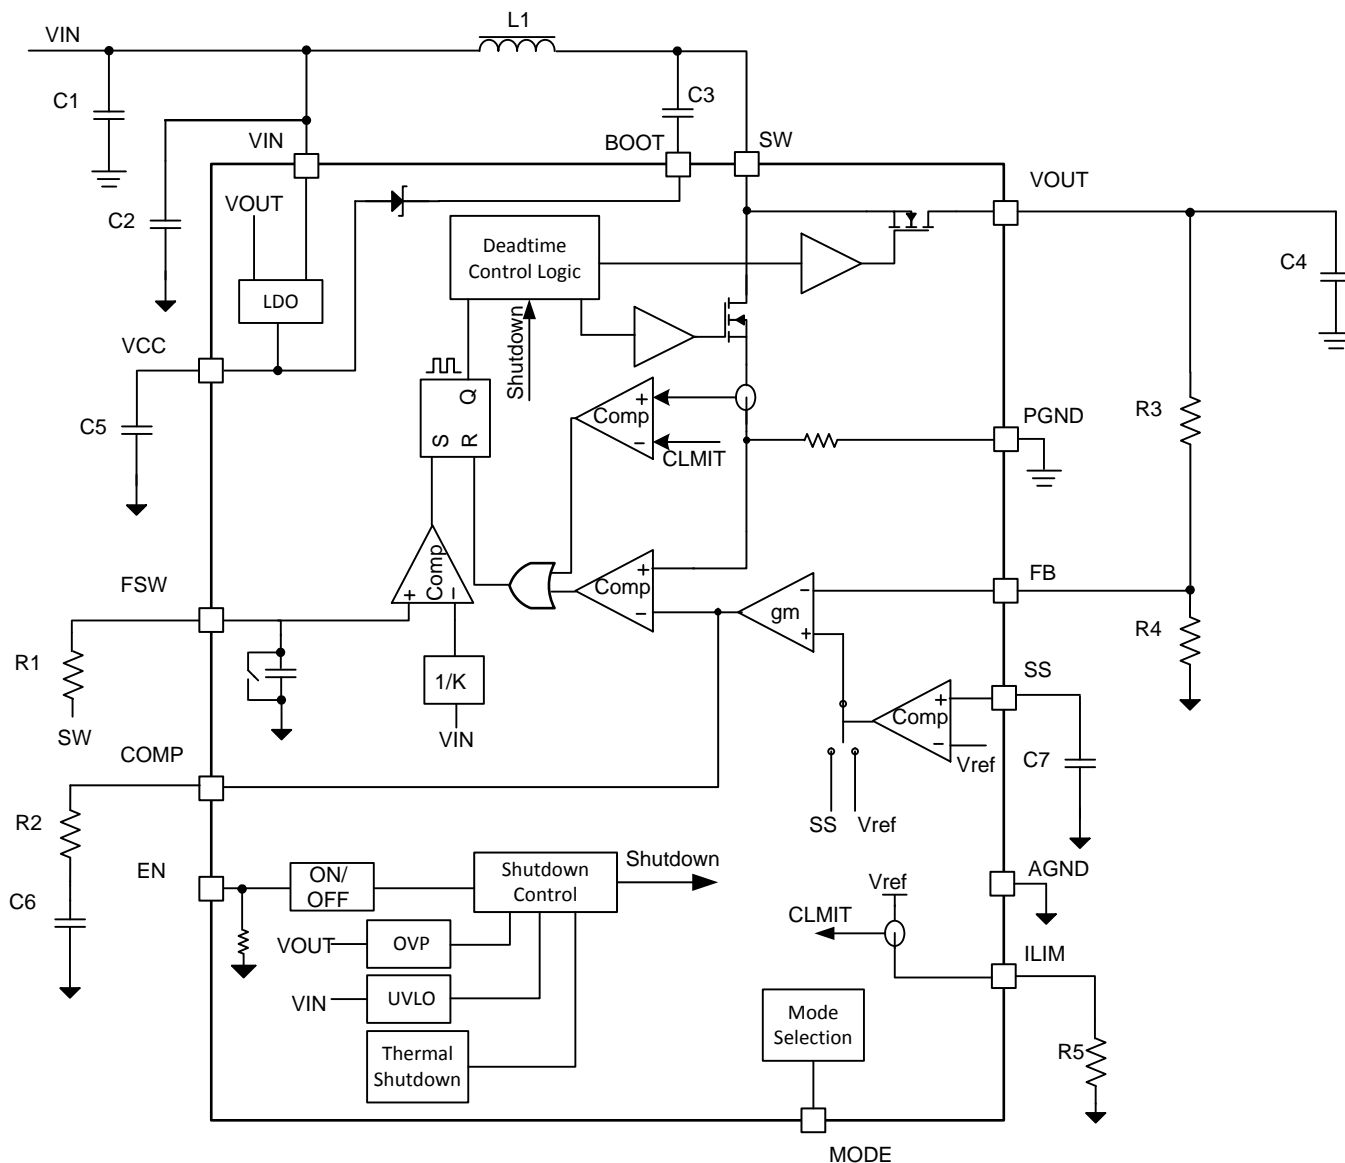 VIN
L1
C1
C3
VIN
BOOT
SW
VOUT
C2
VOUT
Deadtime
Control Logic
C4
LDO
Shutdown
VCC
Q
S
R
+
Comp
−
CLMIT
C5
R3
PGND
FSW
Comp
+
−
+
Comp
−
−
gm
+
FB
R4
R1
1/K
SS
+
Comp
−
Vref
SW
VIN
COMP
C7
SS
Vref
R2
EN
ON/
OFF
Shutdown
Control
Shutdown
AGND
Vref
C6
CLMIT
VOUT
OVP
ILIM
VIN
UVLO
Mode
Selection
Thermal
Shutdown
R5
MODE